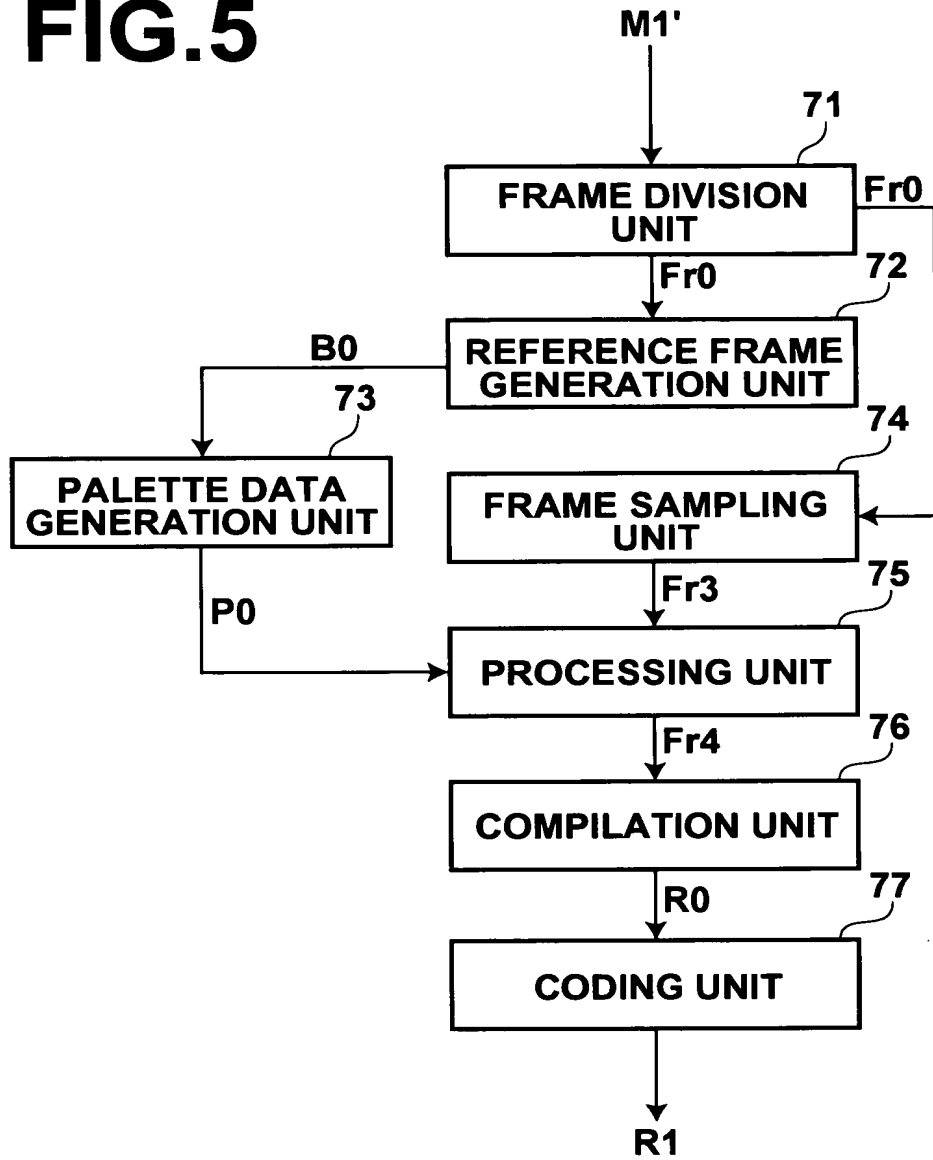 FIG.5
M1'
71
FRAME DIVISION
UNIT
Fr0
Fr0
72
REFERENCE FRAME
GENERATION UNIT
B0
73
PALETTE DATA
GENERATION UNIT
74
FRAME SAMPLING
UNIT
Fr3
75
P0
PROCESSING UNIT
Fr4
76
COMPILATION UNIT
R0
77
CODING UNIT
R1